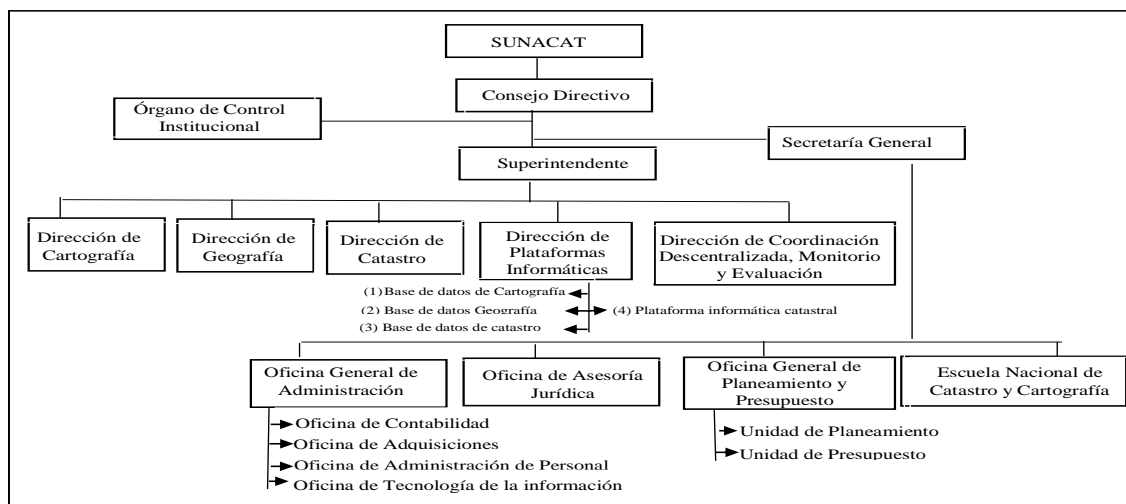 SUNACAT
Consejo Directivo
Órgano de Control
Institucional
Secretaría General
Superintendente
Dirección de
Cartografía
Dirección de
Geografía
Dirección de
Catastro
Dirección de
Plataformas
Informáticas
Dirección de Coordinación
Descentralizada, Monitorio
y Evaluación
(1) Base de datos de Cartografía
(2) Base de datos Geografía
(4) Plataforma informática catastral
(3) Base de datos de catastro
Oficina General de
Administración
Oficina de Asesoría
Jurídica
Oficina General de
Planeamiento y
Presupuesto
Escuela Nacional de
Catastro y Cartografía
Oficina de Contabilidad
Oficina de Adquisiciones
Oficina de Administración de Personal
Oficina de Tecnología de la información
Unidad de Planeamiento
Unidad de Presupuesto